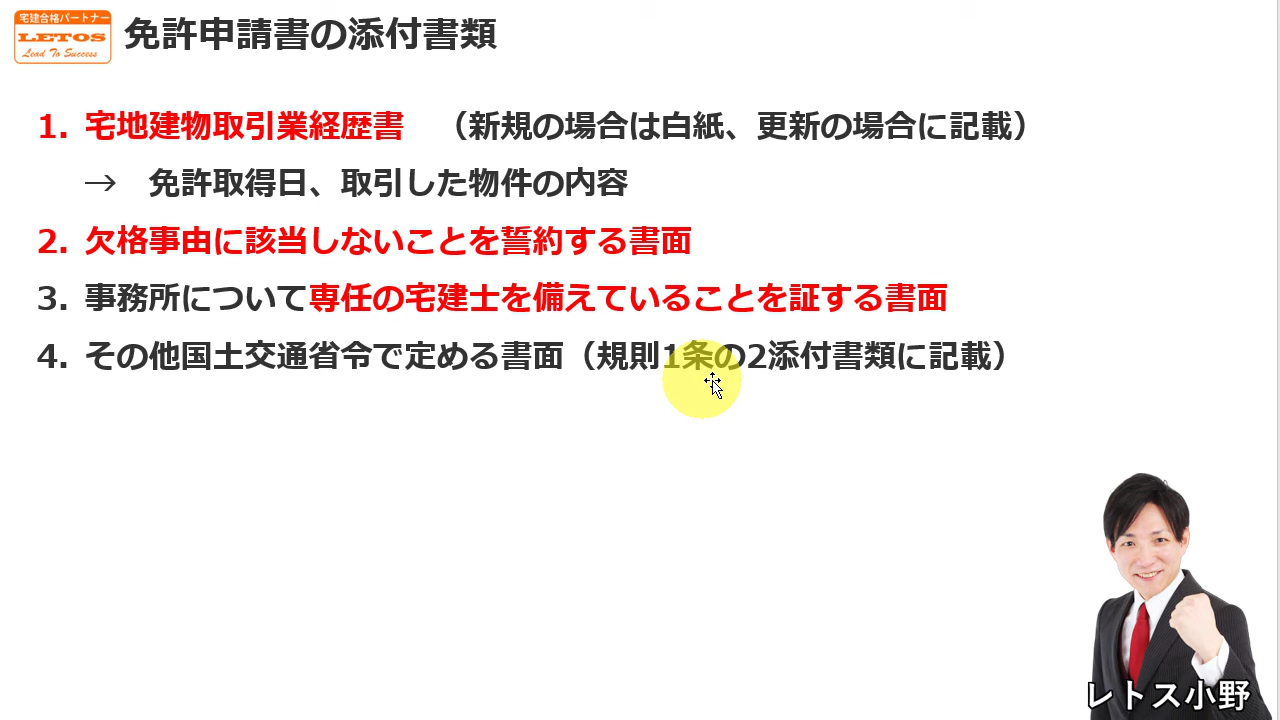 宅建合格パートナー
LETOS
Lead To Success
免許申請書の添付書類
1. 宅地建物取引業経歴書 （新規の場合は白紙、更新の場合に記載）
→ 免許取得日、取引した物件の内容
2. 欠格事由に該当しないことを誓約する書面
3. 事務所について専任の宅建士を備えていることを証する書面
4. その他国土交通省令で定める書面（規則1条の2添付書類に記載）
レトス小野